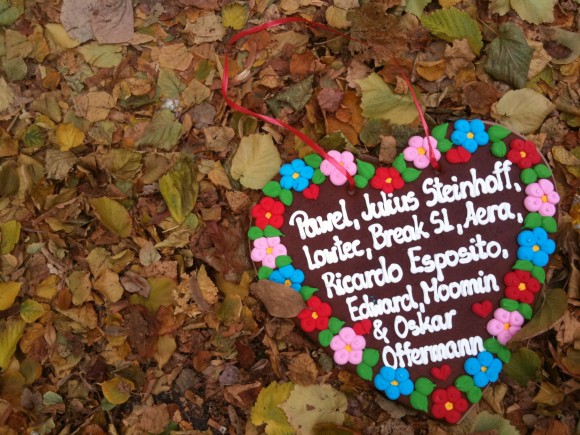 Pawel, Julius Steinhoff,
Lowtec, Break SL, Aera,
Ricardo Esposito,
Edward, Moomin
& Oskar
Offermann